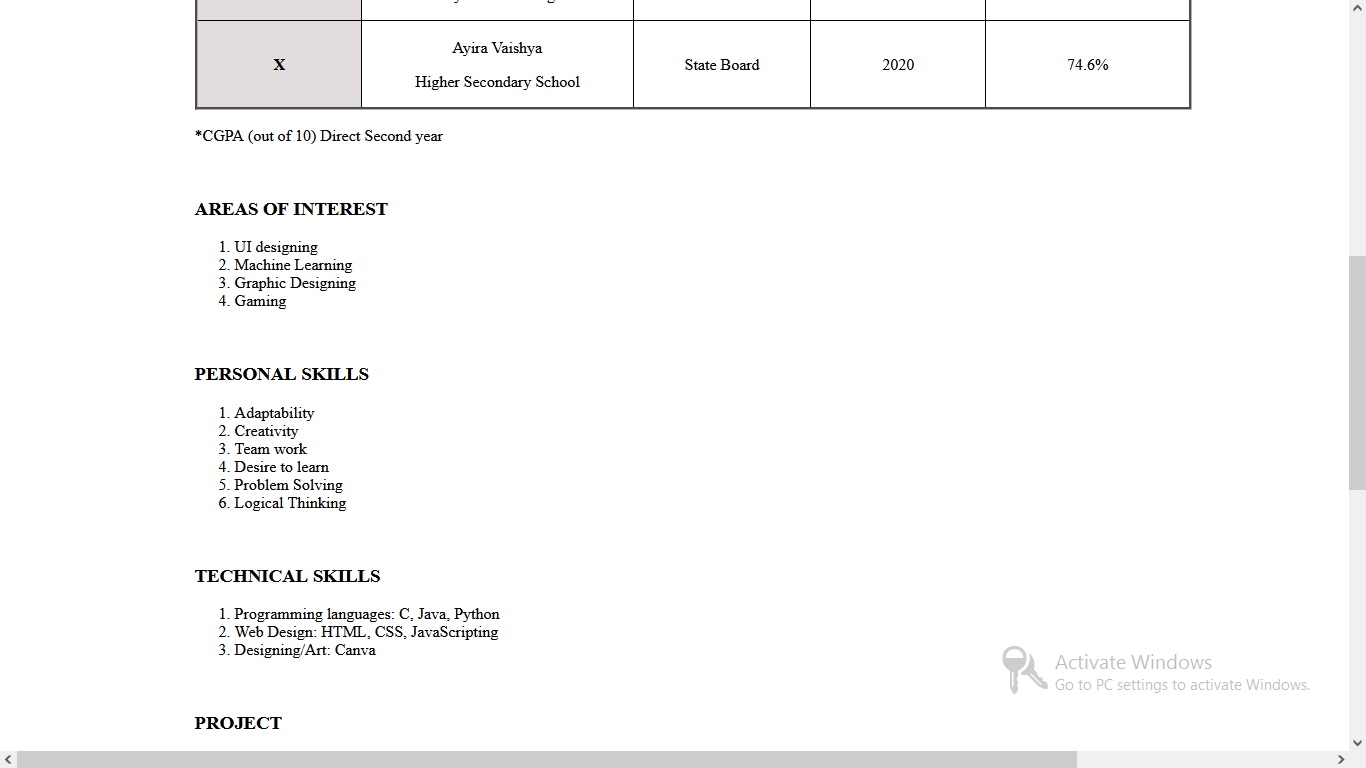 X
Ayira Vaishya
Higher Secondary School
State Board
2020
74.6%
*CGPA (out of 10) Direct Second year
AREAS OF INTEREST
1. UI designing
2. Machine Learning
3. Graphic Designing
4. Gaming
PERSONAL SKILLS
1. Adaptability
2. Creativity
3. Team work
4. Desire to learn
5. Problem Solving
6. Logical Thinking
TECHNICAL SKILLS
1. Programming languages: C, Java, Python
2. Web Design: HTML, CSS, JavaScripting
3. Designing/Art: Canva
Activate Windows
Go to PC settings to activate Windows.
PROJECT